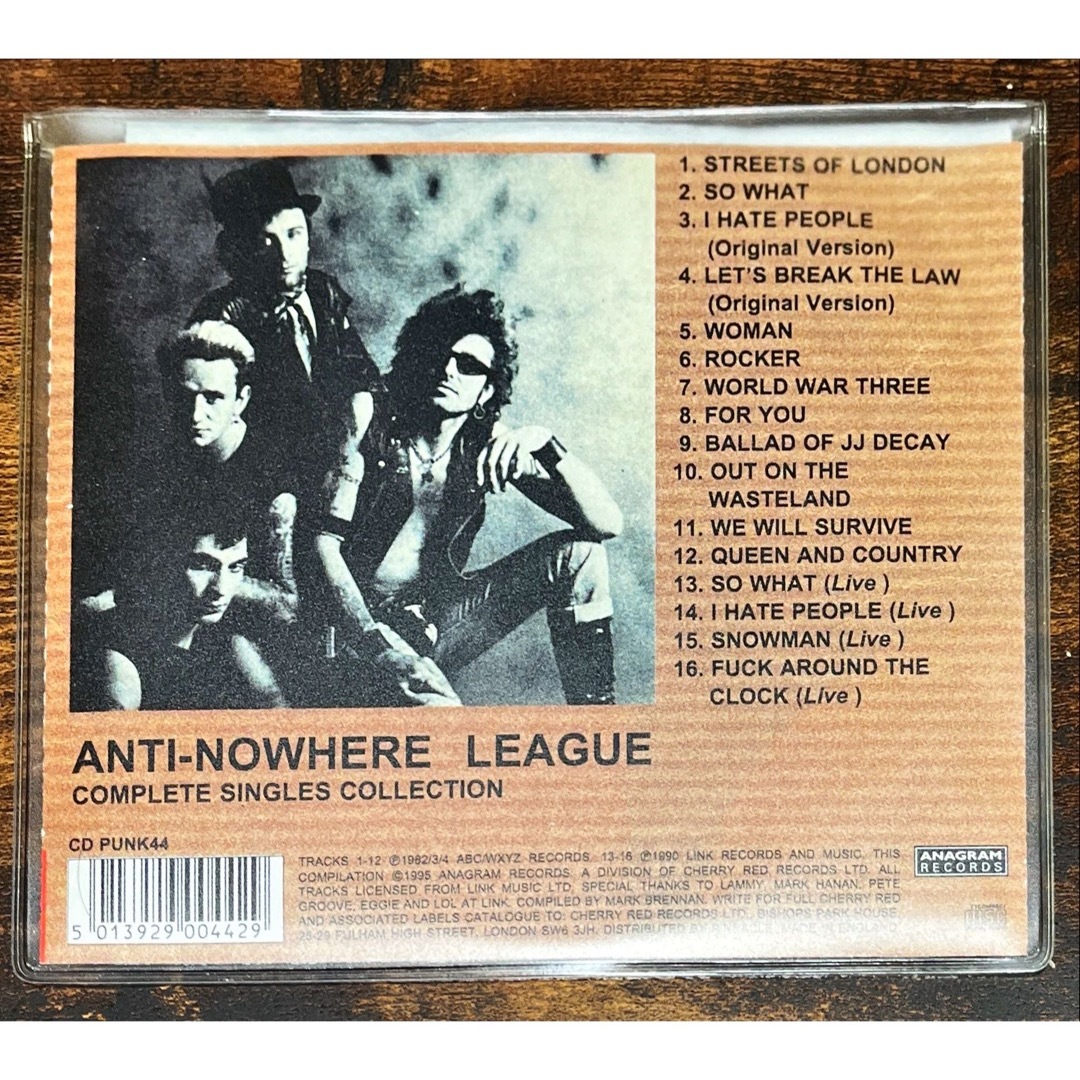 1. STREETS OF LONDON
2. SO WHAT
3. I HATE PEOPLE
(Original Version)
4. LET'S BREAK THE LAW
(Original Version)
5. WOMAN
6. ROCKER
7. WORLD WAR THREE
8. FOR YOU
9. BALLAD OF JJ DECAY
10. OUT ON THE
WASTELAND
11. WE WILL SURVIVE
12. QUEEN AND COUNTRY
13. SO WHAT (Live )
14. I HATE PEOPLE (Live )
15. SNOWMAN (Live )
16. FUCK AROUND THE
CLOCK (Live )
ANTI-NOWHERE LEAGUE
COMPLETE SINGLES COLLECTION
CD PUNK44
5 013929 004429
TRACKS 1-12 ℗1982/3/4 ABC/WXYZ RECORDS, 13-16 ℗1990 LINK RECORDS AND MUSIC, THIS
COMPILATION ©1995 ANAGRAM RECORDS, A DIVISION OF CHERRY RED RECORDS LTD. ALL
TRACKS LICENSED FROM LINK MUSIC LTD, SPECIAL THANKS TO LAMMY, MARK HANAN, PETE
GROOVE, EGGIE AND LOL AT LINK. COMPILED BY MARK BRENNAN. WRITE FOR FULL CHERRY RED
AND ASSOCIATED LABELS CATALOGUE TO: CHERRY RED RECORDS LTD., BISHOPS PARK HOUSE,
25-29 FULHAM HIGH STREET, LONDON SW6 3JH. DISTRIBUTED BY PINNACLE. MADE IN ENGLAND
ANAGRAM
RECORDS